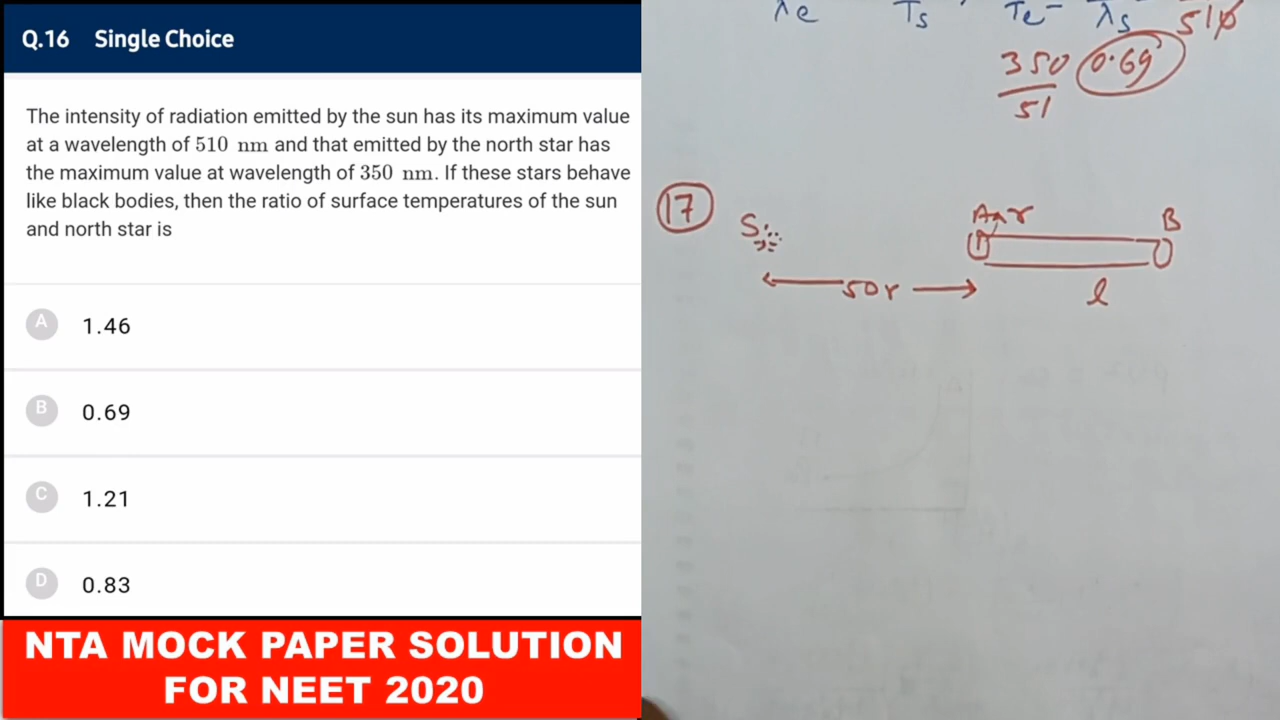 Q.16 Single Choice
The intensity of radiation emitted by the sun has its maximum value
at a wavelength of 510 nm and that emitted by the north star has
the maximum value at wavelength of 350 nm. If these stars behave
like black bodies, then the ratio of surface temperatures of the sun
and north star is
A 1.46
B 0.69
C 1.21
D 0.83
NTA MOCK PAPER SOLUTION
FOR NEET 2020
λe Ts Te λs 510
350 0.69
51
17
S A r B
50r l